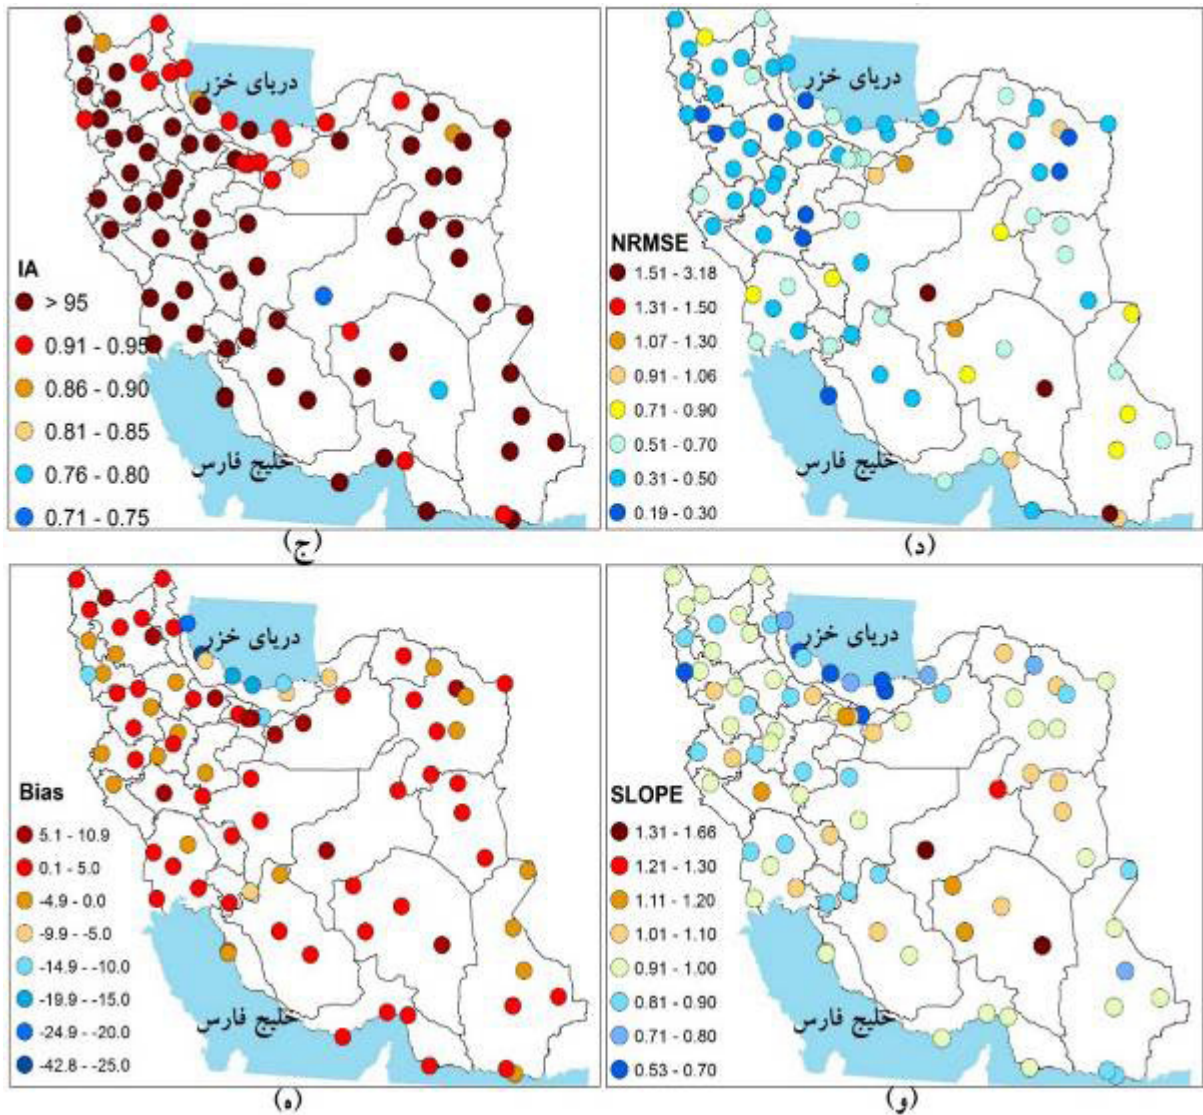 دریای خزر
خلیج فارس
IA
> 95
0.91 - 0.95
0.86 - 0.90
0.81 - 0.85
0.76 - 0.80
0.71 - 0.75
(ج)
دریای خزر
خلیج فارس
NRMSE
1.51 - 3.18
1.31 - 1.50
1.07 - 1.30
0.91 - 1.06
0.71 - 0.90
0.51 - 0.70
0.31 - 0.50
0.19 - 0.30
(د)
دریای خزر
خلیج فارس
Bias
5.1 - 10.9
0.1 - 5.0
-4.9 - 0.0
-9.9 - -5.0
-14.9 - -10.0
-19.9 - -15.0
-24.9 - -20.0
-42.8 - -25.0
(ه)
دریای خزر
خلیج فارس
SLOPE
1.31 - 1.66
1.21 - 1.30
1.11 - 1.20
1.01 - 1.10
0.91 - 1.00
0.81 - 0.90
0.71 - 0.80
0.53 - 0.70
(و)